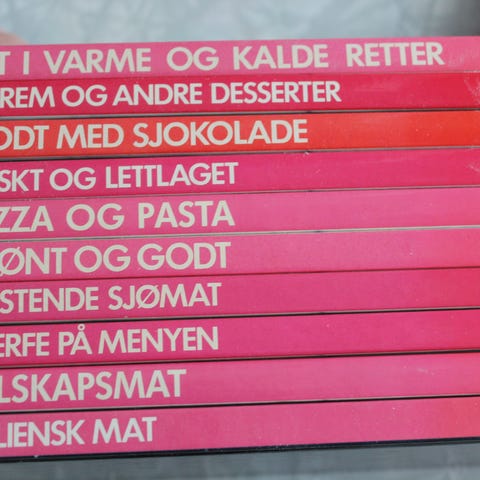 T I VARME OG KALDE RETTER
REM OG ANDRE DESSERTER
ODT MED SJOKOLADE
SKT OG LETTLAGET
ZZA OG PASTA
ØNT OG GODT
STENDE SJØMAT
ERFE PÅ MENYEN
LSKAPSMAT
LIENSK MAT